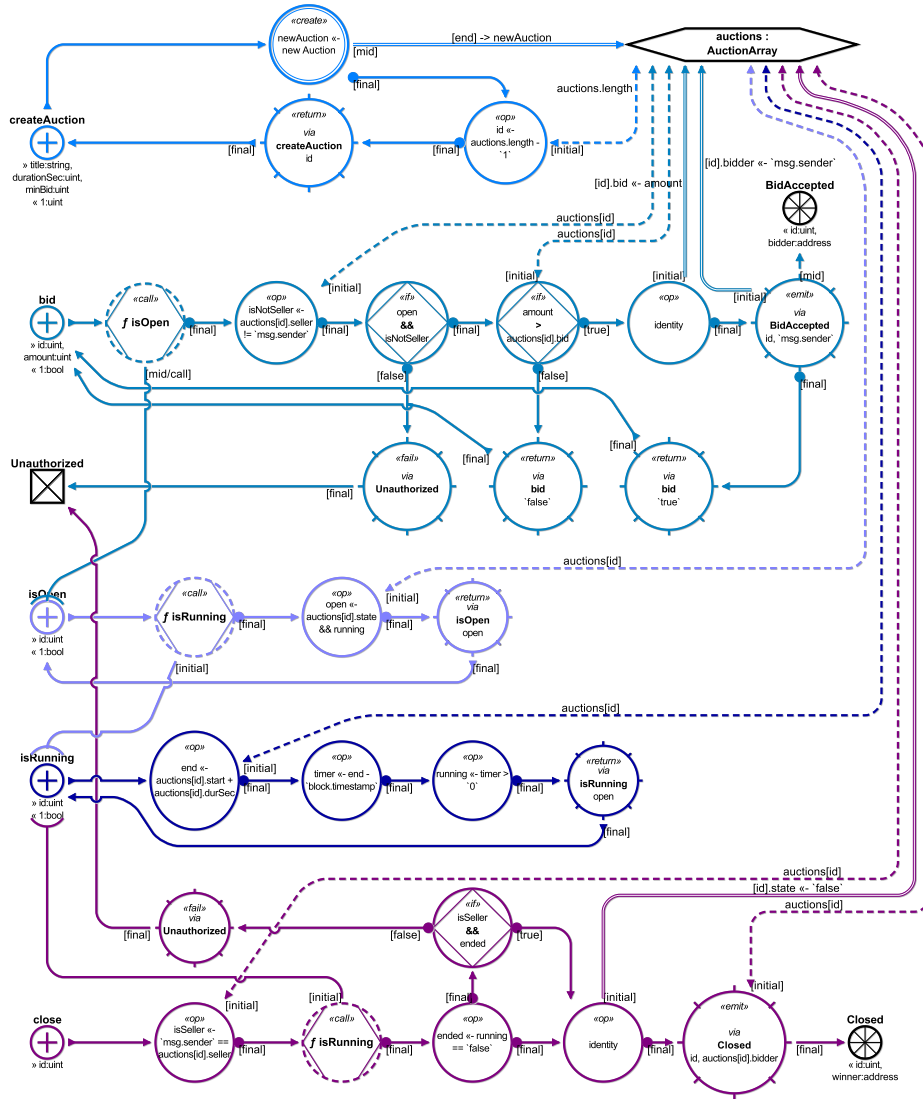 «create»
newAuction «-
new Auction
[mid]
[end] -> newAuction
auctions :
AuctionArray
[final]
auctions.length
createAuction
» title:string,
durationSec:uint,
minBid:uint
« 1:uint
[final]
«return»
via
createAuction
id
[final]
«op»
id «-
auctions.length -
`1`
[initial]
[id].bid «- amount
[id].bidder «- `msg.sender`
BidAccepted
« id:uint,
bidder:address
auctions[id]
auctions[id]
[initial]
[initial]
[initial]
[initial]
[mid]
bid
» id:uint,
amount:uint
« 1:bool
«call»
ƒ isOpen
[final]
[mid/call]
«op»
isNotSeller «-
auctions[id].seller
!= `msg.sender`
[final]
«if»
open
&&
isNotSeller
[final]
[false]
«if»
amount
>
auctions[id].bid
[true]
[false]
«op»
identity
[final]
«emit»
via
BidAccepted
id, `msg.sender`
[final]
Unauthorized
[final]
«fail»
via
Unauthorized
[final]
«return»
via
bid
`false`
[final]
«return»
via
bid
`true`
auctions[id]
isOpen
» id:uint
« 1:bool
«call»
ƒ isRunning
[final]
[initial]
«op»
open «-
auctions[id].state
&& running
[initial]
[final]
«return»
via
isOpen
open
[final]
auctions[id]
isRunning
» id:uint
« 1:bool
«op»
end «-
auctions[id].start +
auctions[id].durSec
[initial]
[final]
«op»
timer «- end -
`block.timestamp`
[final]
«op»
running «- timer >
`0`
[final]
«return»
via
isRunning
open
[final]
auctions[id]
[id].state «- `false`
auctions[id]
[final]
«fail»
via
Unauthorized
[false]
«if»
isSeller
&&
ended
[true]
[initial]
[initial]
[final]
[initial]
[initial]
close
» id:uint
«op»
isSeller «-
`msg.sender` ==
auctions[id].seller
[final]
«call»
ƒ isRunning
[final]
«op»
ended «- running
== `false`
[final]
«op»
identity
[final]
«emit»
via
Closed
id, auctions[id].bidder
[final]
Closed
« id:uint,
winner:address